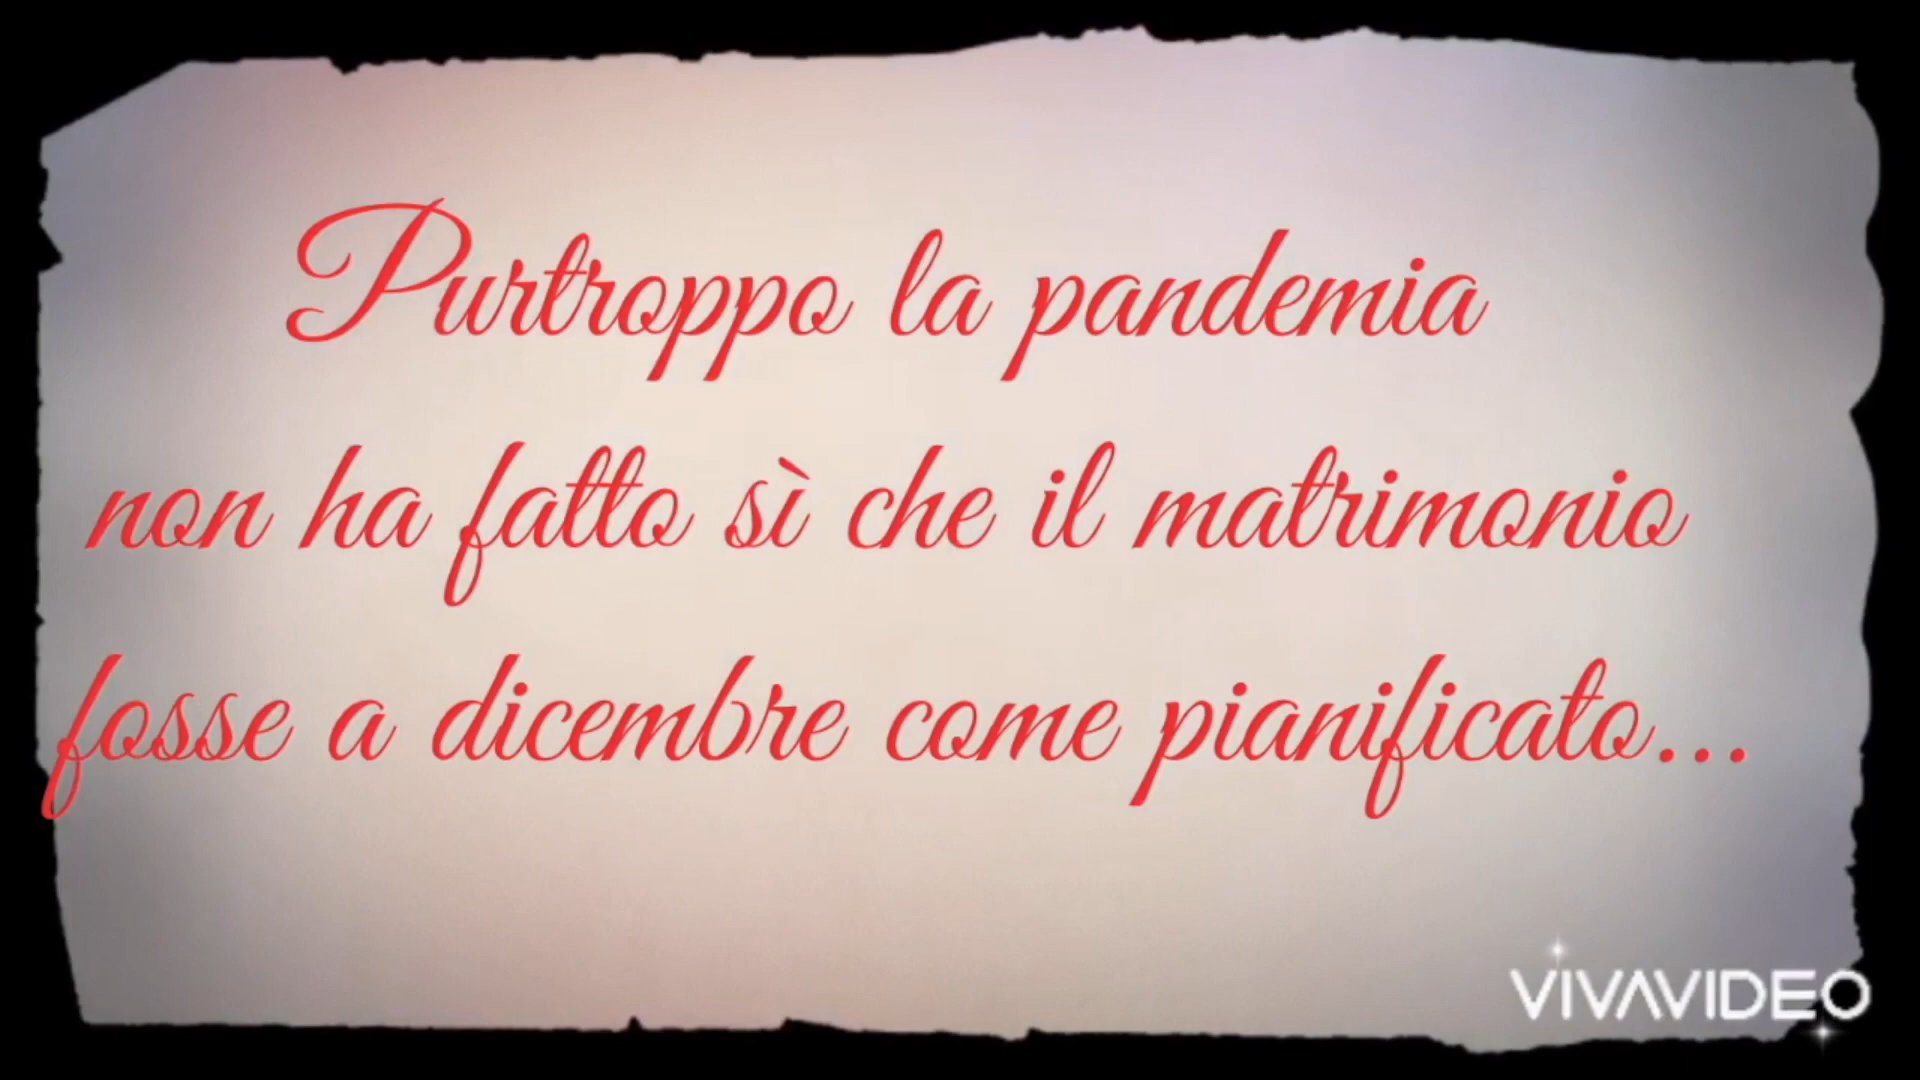 Purtroppo la pandemia
non ha fatto sì che il matrimonio
fosse a dicembre come pianificato...
VIVAVIDEO